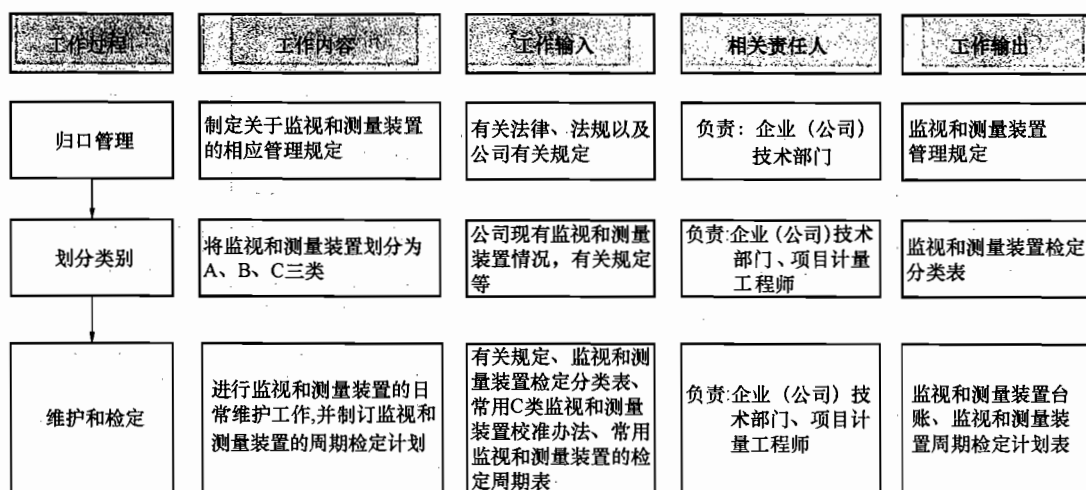 工作过程
工作内容
工作输入
相关责任人
工作输出
归口管理
制定关于监视和测量装置
的相应管理规定
有关法律、法规以及
公司有关规定
负责：企业（公司）
技术部门
监视和测量装置
管理规定
划分类别
将监视和测量装置划分为
A、B、C三类
公司现有监视和测量
装置情况，有关规定
等
负责:企业（公司)技术
部门、项目计量
工程师
监视和测量装置检定
分类表
维护和检定
进行监视和测量装置的日
常维护工作,并制订监视和
测量装置的周期检定计划
有关规定、监视和测
量装置检定分类表、
常用C类监视和测量
装置校准办法、常用
监视和测量装置的检
定周期表
负责:企业（公司）技
术部门、项目计
量工程师
监视和测量装置台
账、监视和测量装
置周期检定计划表